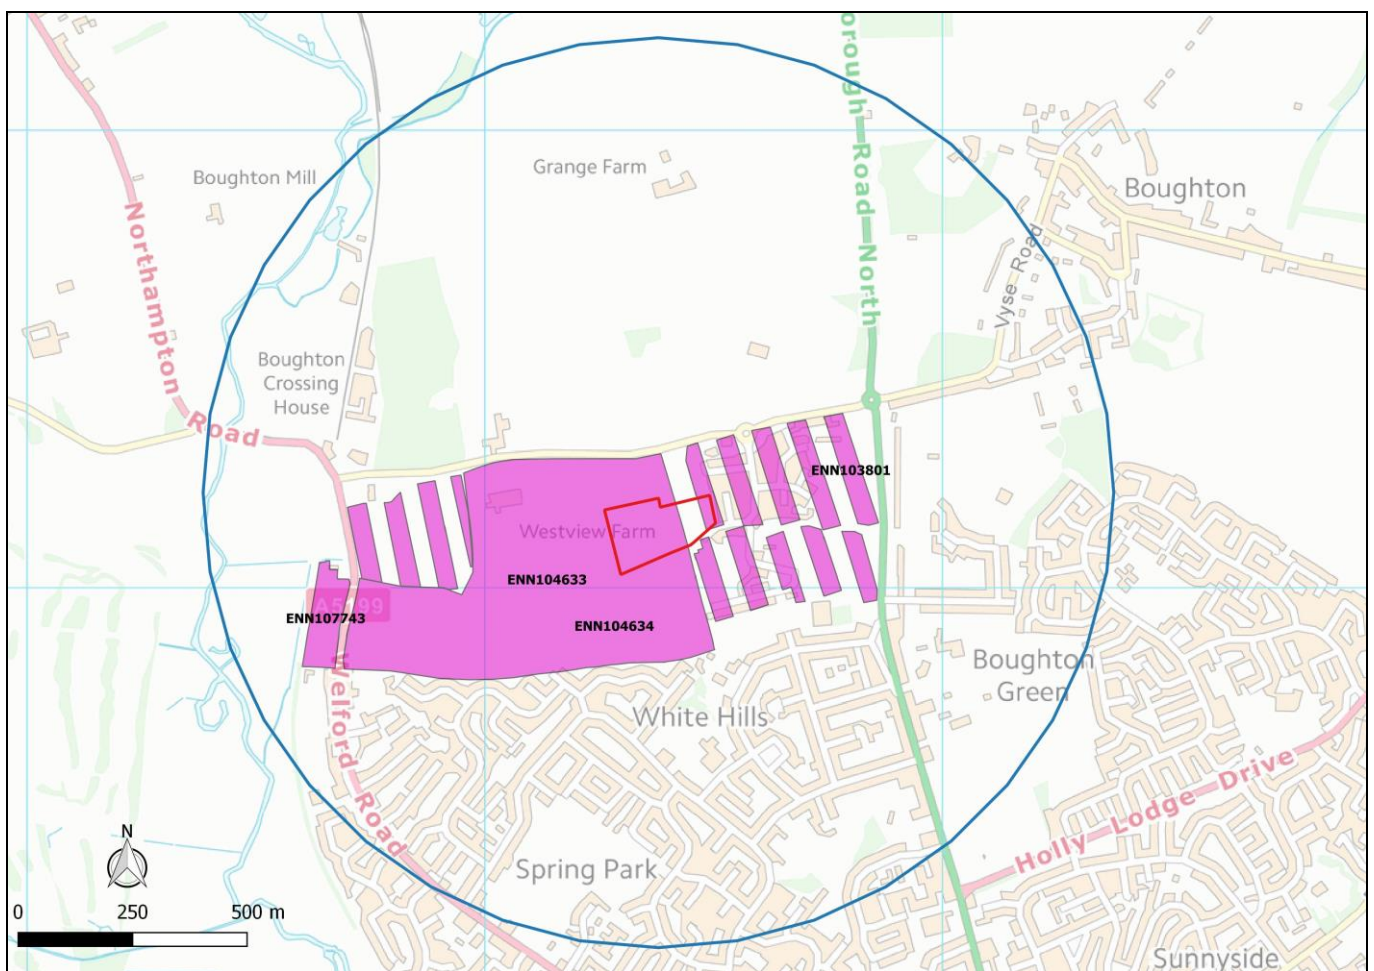 orough Road North
Boughton Mill
Grange Farm
Boughton
Northampton Road
Vyse Road
Boughton
Crossing
House
ENN103801
Westview Farm
ENN104633
A5199
ENN107743
ENN104634
Boughton
Green
White Hills
Welford Road
Holly Lodge Drive
N
Spring Park
0 250 500 m
Sunnyside